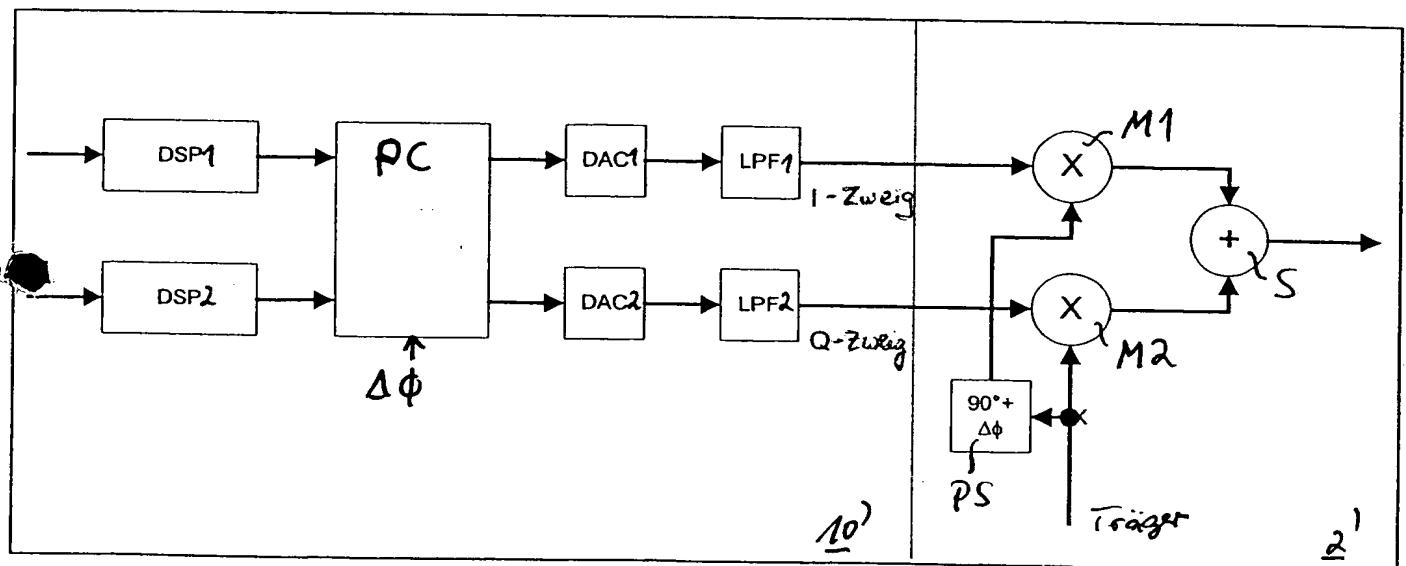 DSP1
PC
DAC1
LPF1
I-Zweig
X
M1
+
S
DSP2
DAC2
LPF2
Q-Zweig
X
M2
Δϕ
90°+
Δϕ
x
PS
Träger
10'
2'